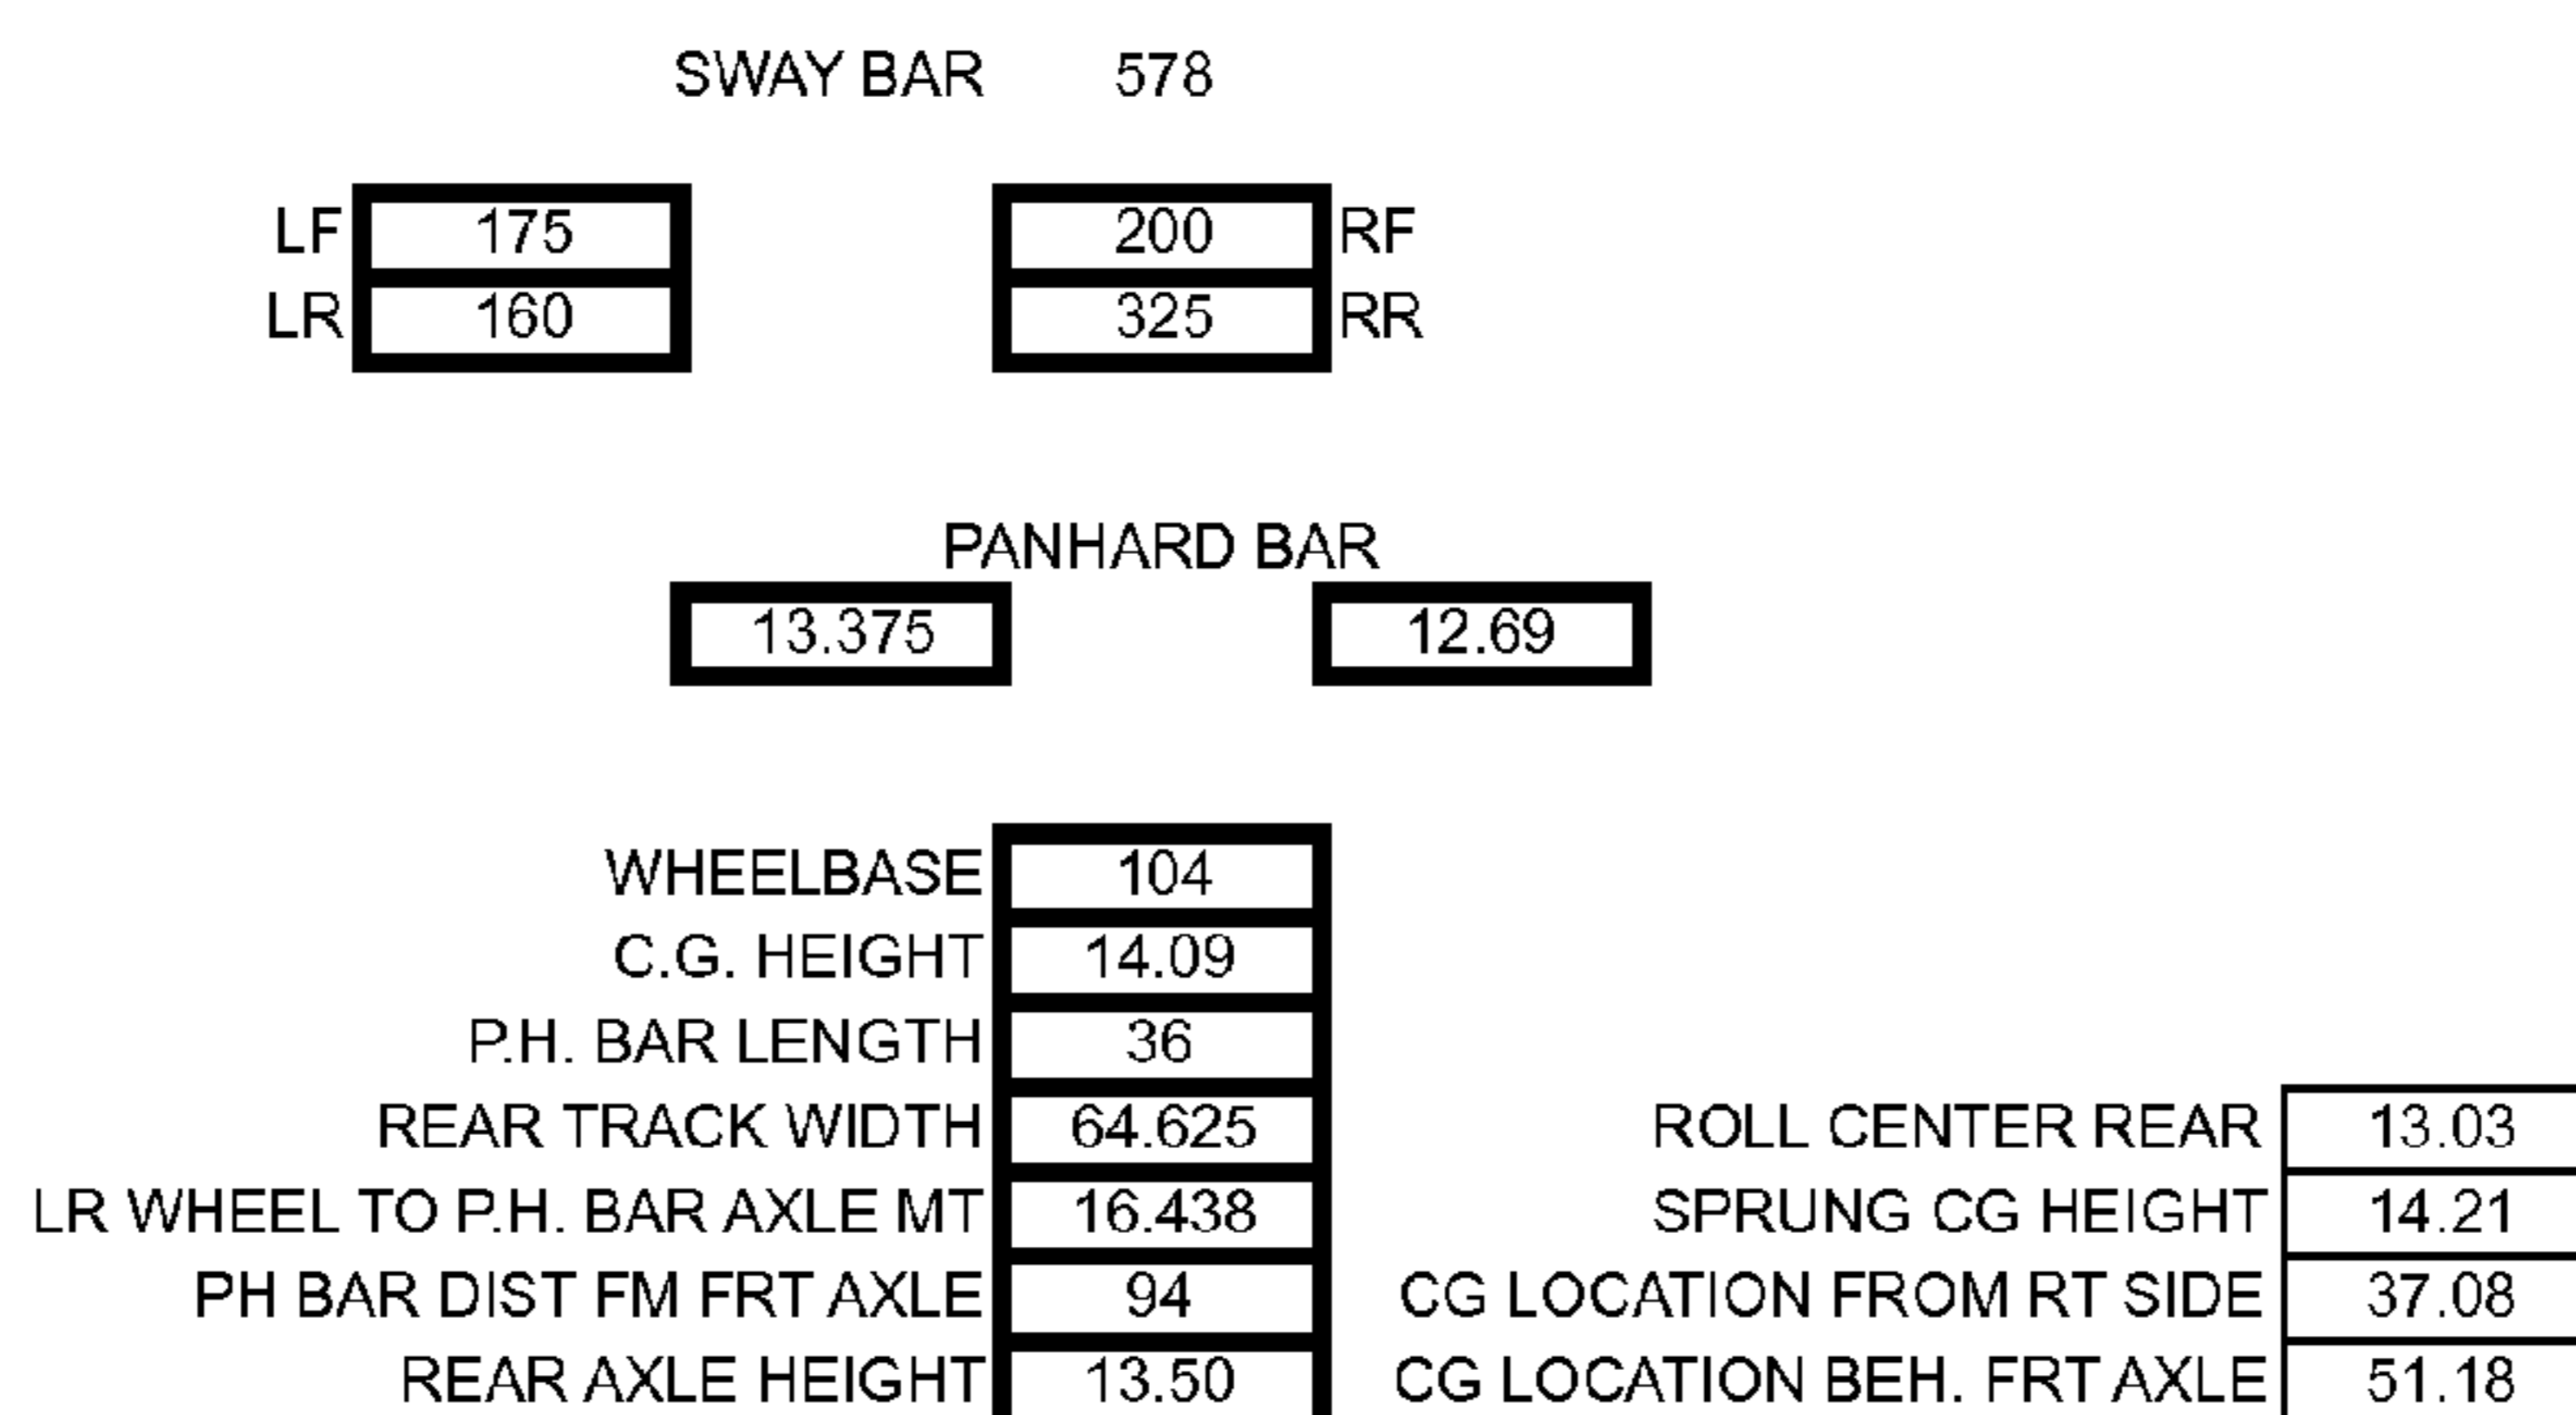 SWAY BAR 578
LF 175 200 RF
LR 160 325 RR
PANHARD BAR
13.375 12.69
WHEELBASE 104
C.G. HEIGHT 14.09
P.H. BAR LENGTH 36
REAR TRACK WIDTH 64.625 ROLL CENTER REAR 13.03
LR WHEEL TO P.H. BAR AXLE MT 16.438 SPRUNG CG HEIGHT 14.21
PH BAR DIST FM FRT AXLE 94 CG LOCATION FROM RT SIDE 37.08
REAR AXLE HEIGHT 13.50 CG LOCATION BEH. FRT AXLE 51.18